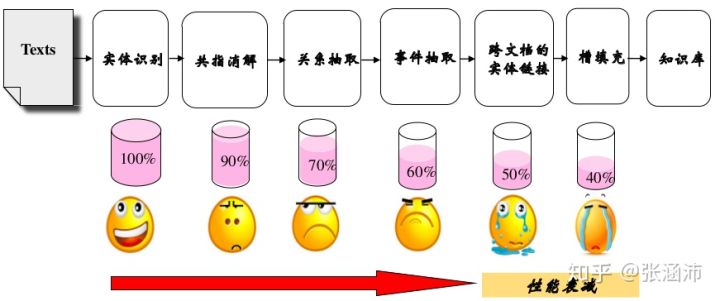 Texts
实体识别
共指消解
关系抽取
事件抽取
跨文档的
实体链接
槽填充
知识库
100%
90%
70%
60%
50%
40%
性能衰减
知乎 @张涵沛